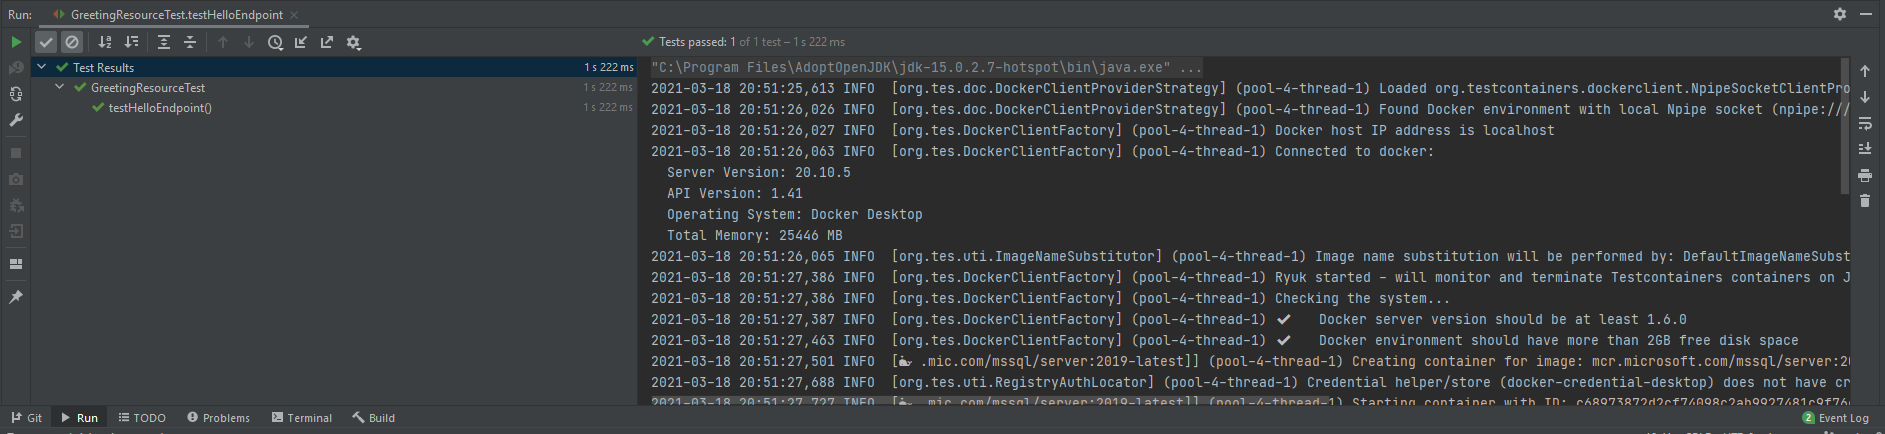 Run: GreetingResourceTest.testHelloEndpoint
Tests passed: 1 of 1 test – 1 s 222 ms
Test Results 1 s 222 ms
GreetingResourceTest 1 s 222 ms
testHelloEndpoint() 1 s 222 ms
"C:\Program Files\AdoptOpenJDK\jdk-15.0.2.7-hotspot\bin\java.exe" ...
2021-03-18 20:51:25,613 INFO [org.tes.doc.DockerClientProviderStrategy] (pool-4-thread-1) Loaded org.testcontainers.dockerclient.NpipeSocketClientPro
2021-03-18 20:51:26,026 INFO [org.tes.doc.DockerClientProviderStrategy] (pool-4-thread-1) Found Docker environment with local Npipe socket (npipe:///
2021-03-18 20:51:26,027 INFO [org.tes.DockerClientFactory] (pool-4-thread-1) Docker host IP address is localhost
2021-03-18 20:51:26,063 INFO [org.tes.DockerClientFactory] (pool-4-thread-1) Connected to docker:
Server Version: 20.10.5
API Version: 1.41
Operating System: Docker Desktop
Total Memory: 25446 MB
2021-03-18 20:51:26,065 INFO [org.tes.uti.ImageNameSubstitutor] (pool-4-thread-1) Image name substitution will be performed by: DefaultImageNameSubst
2021-03-18 20:51:27,386 INFO [org.tes.DockerClientFactory] (pool-4-thread-1) Ryuk started - will monitor and terminate Testcontainers containers on J
2021-03-18 20:51:27,386 INFO [org.tes.DockerClientFactory] (pool-4-thread-1) Checking the system...
2021-03-18 20:51:27,387 INFO [org.tes.DockerClientFactory] (pool-4-thread-1) ✔ Docker server version should be at least 1.6.0
2021-03-18 20:51:27,463 INFO [org.tes.DockerClientFactory] (pool-4-thread-1) ✔ Docker environment should have more than 2GB free disk space
2021-03-18 20:51:27,501 INFO [🐳 .mic.com/mssql/server:2019-latest]] (pool-4-thread-1) Creating container for image: mcr.microsoft.com/mssql/server:20
2021-03-18 20:51:27,688 INFO [org.tes.uti.RegistryAuthLocator] (pool-4-thread-1) Credential helper/store (docker-credential-desktop) does not have cr
2021-03-18 20:51:27,727 INFO [🐳 .mic.com/mssql/server:2019-latest]] (pool-4-thread-1) Starting container with ID:
Git Run TODO Problems Terminal Build 2 Event Log